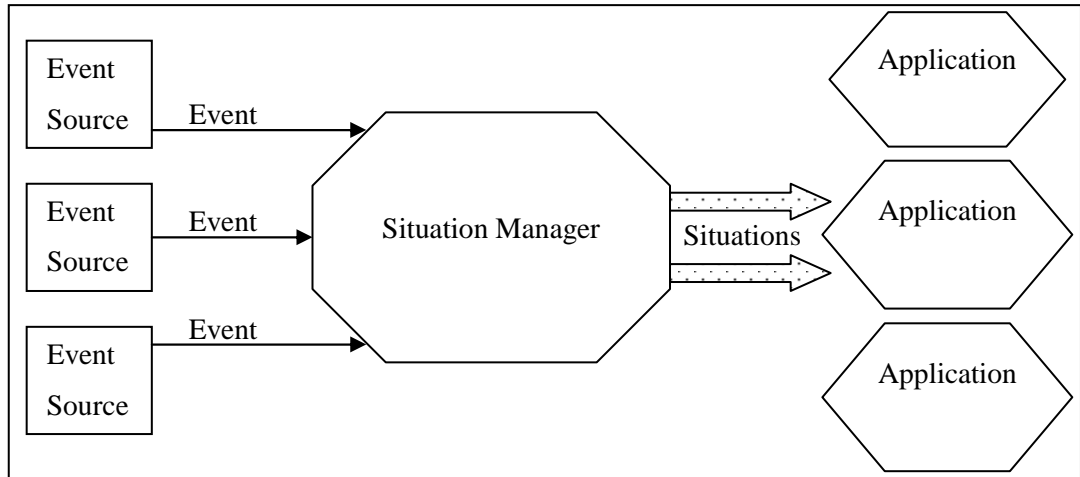 Event
Source
Event
Event
Source
Event
Event
Source
Event
Situation Manager
Situations
Application
Application
Application